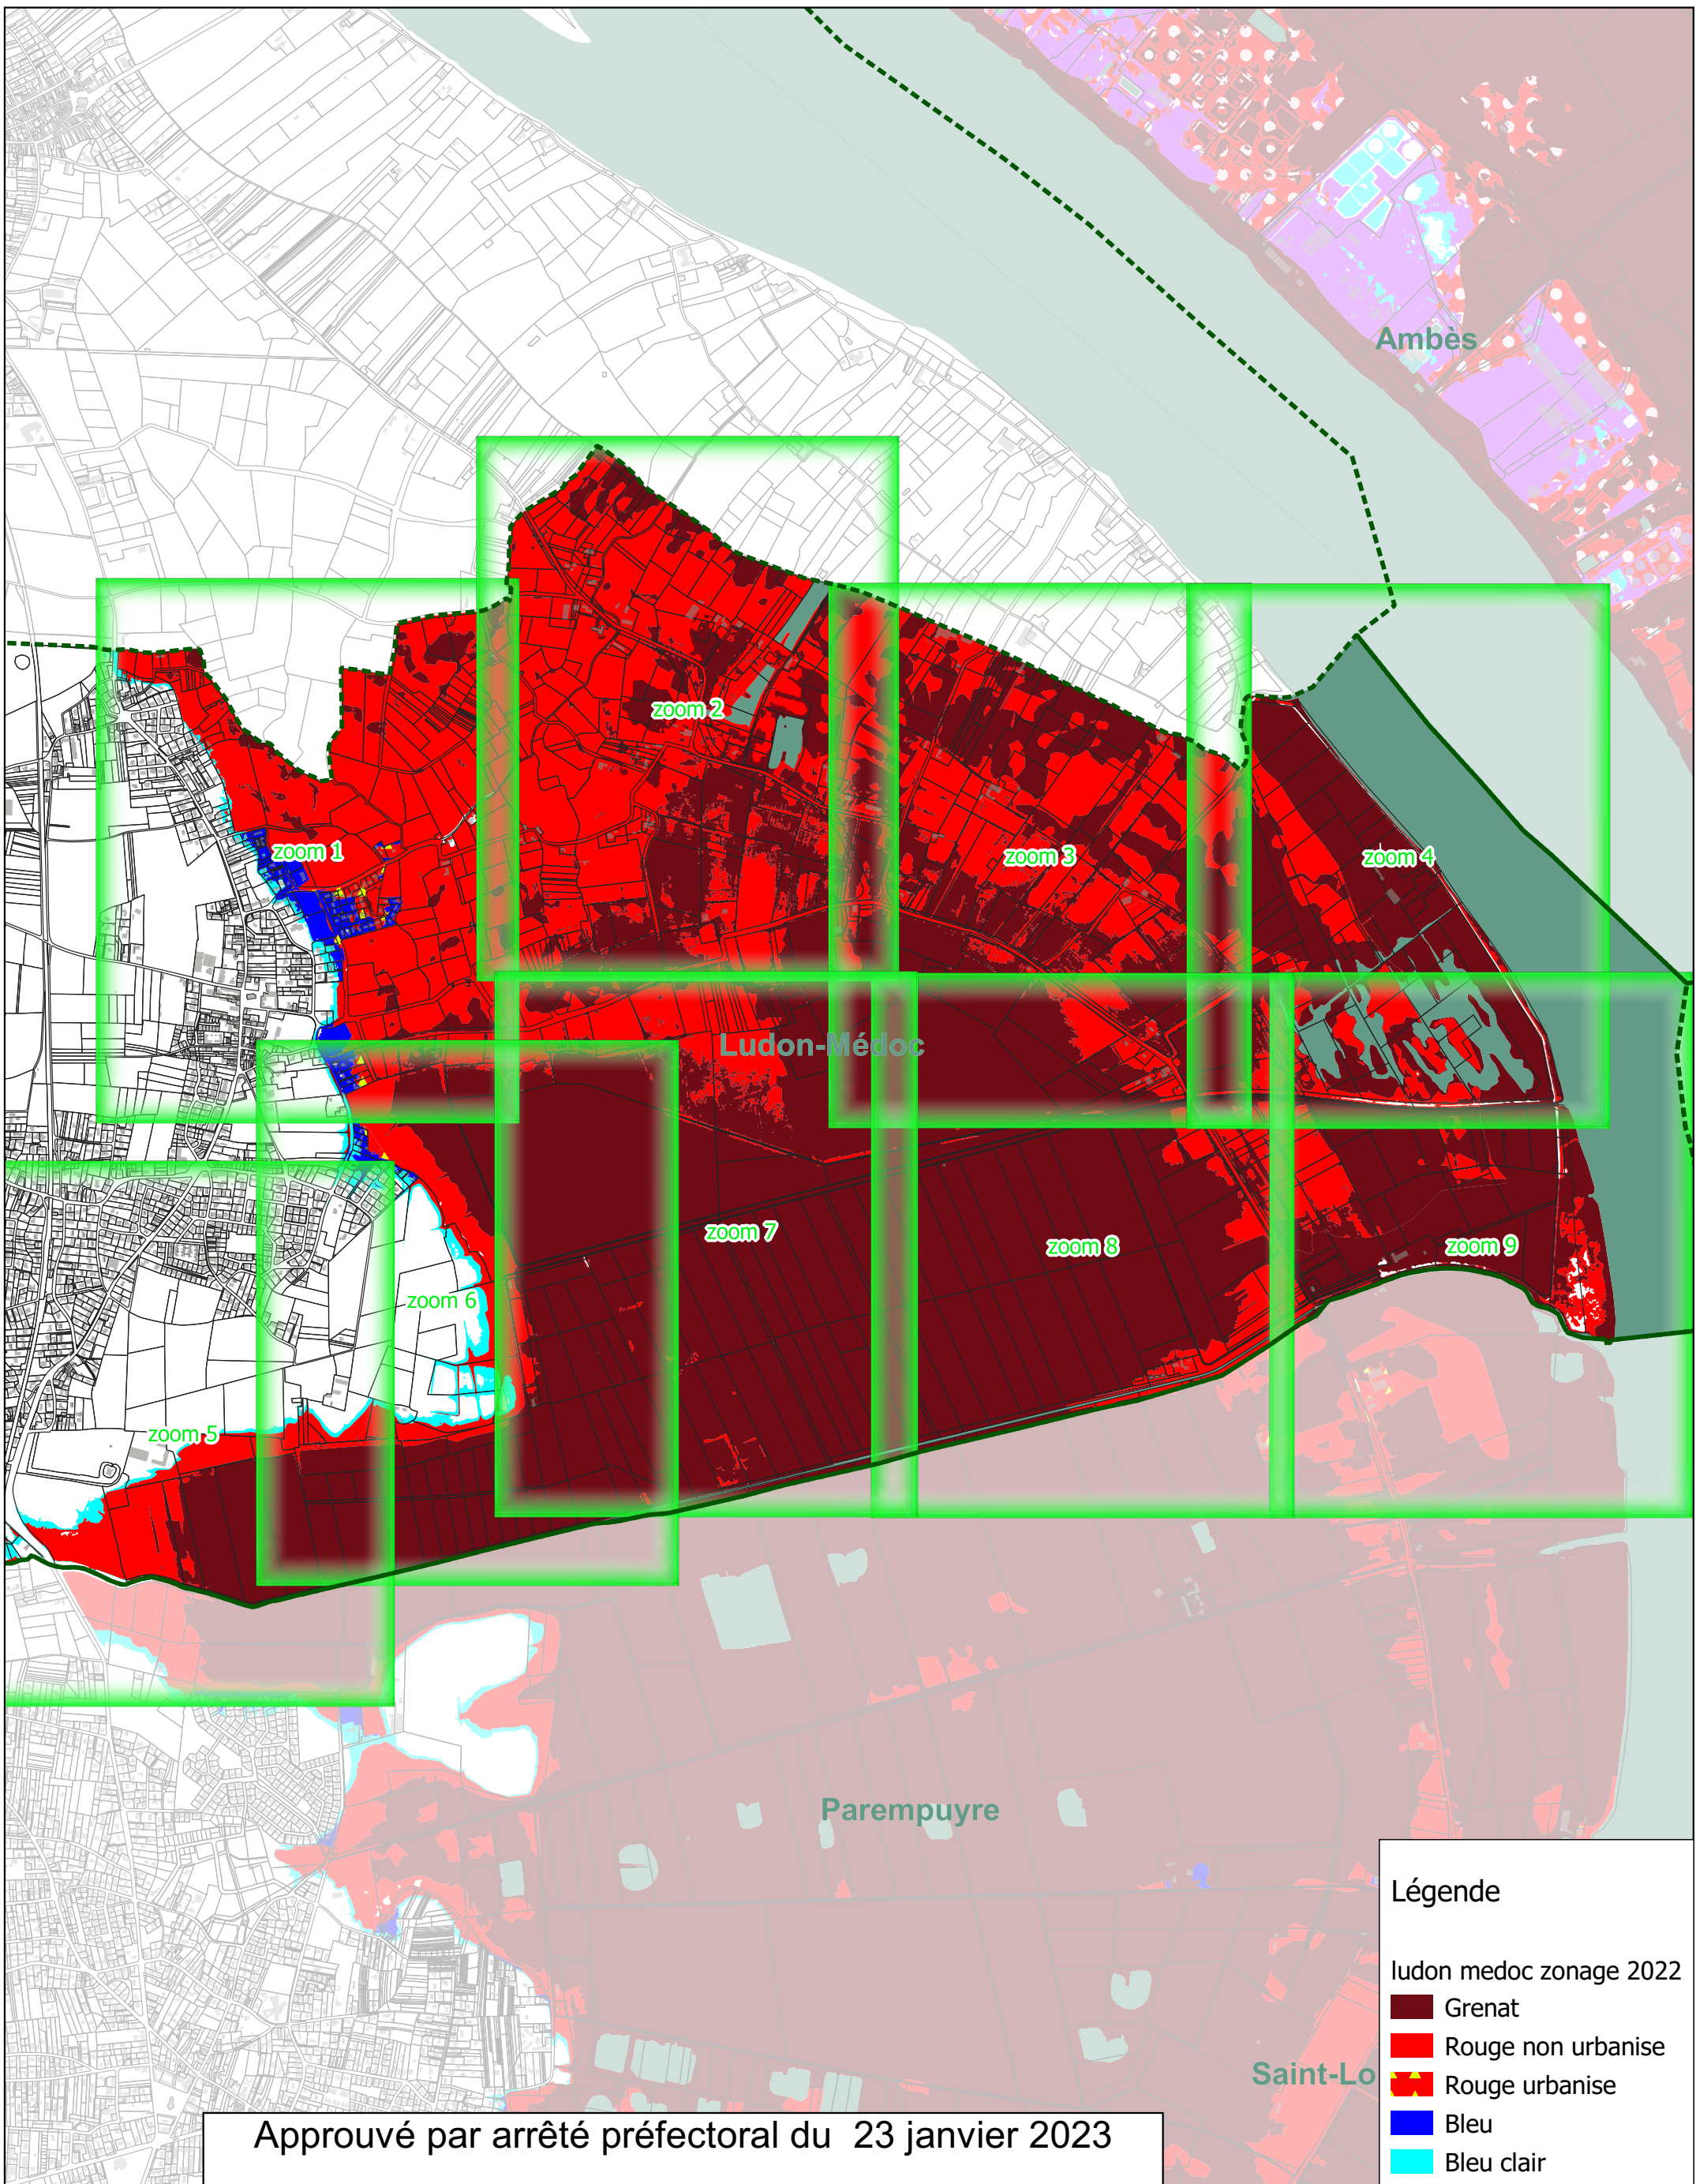 Ambès
zoom 2
zoom 1
zoom 3
zoom 4
Ludon-Médoc
zoom 7
zoom 8
zoom 9
zoom 6
zoom 5
Parempuyre
Légende
ludon medoc zonage 2022
Grenat
Rouge non urbanise
Rouge urbanise
Bleu
Bleu clair
Saint-Lo
Approuvé par arrêté préfectoral du 23 janvier 2023